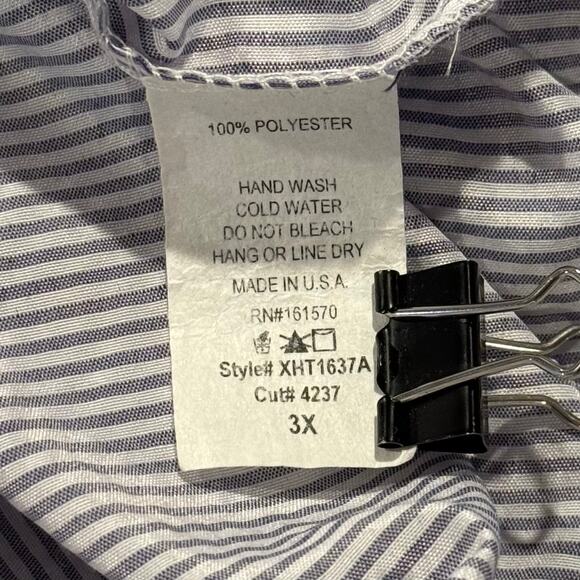 100% POLYESTER
HAND WASH
COLD WATER
DO NOT BLEACH
HANG OR LINE DRY
MADE IN U.S.A.
RN#161570
Style# XHT1637A
Cut# 4237
3X